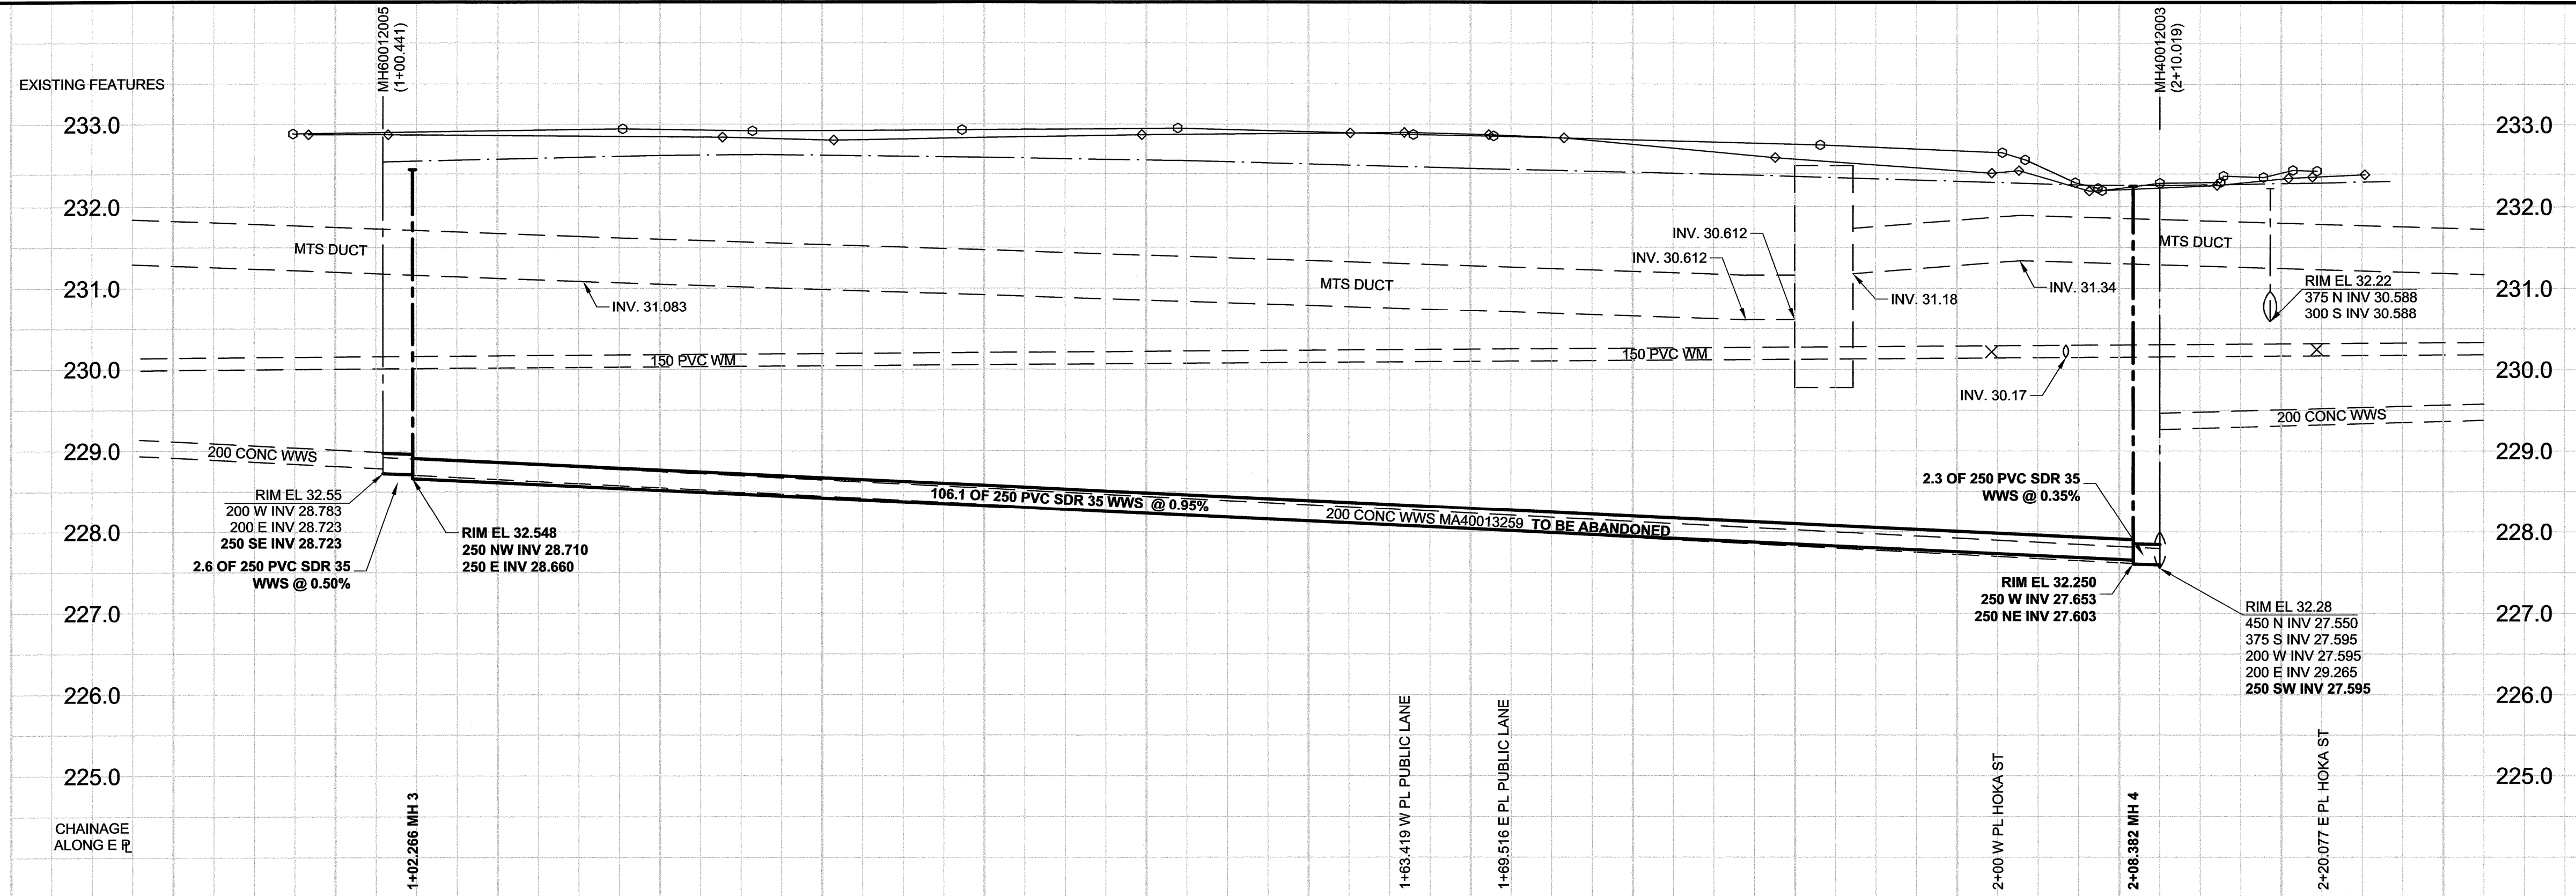 MH60012005
(1+00.441)
MH40012003
(2+10.019)
EXISTING FEATURES
233.0
233.0
232.0
232.0
231.0
231.0
230.0
230.0
229.0
229.0
228.0
228.0
227.0
227.0
226.0
226.0
225.0
225.0
MTS DUCT
INV. 31.083
MTS DUCT
INV. 30.612
INV. 30.612
INV. 31.18
INV. 31.34
MTS DUCT
RIM EL 32.22
375 N INV 30.588
300 S INV 30.588
150 PVC WM
150 PVC WM
INV. 30.17
200 CONC WWS
200 CONC WWS
RIM EL 32.55
200 W INV 28.783
200 E INV 28.723
250 SE INV 28.723
2.6 OF 250 PVC SDR 35
WWS @ 0.50%
RIM EL 32.548
250 NW INV 28.710
250 E INV 28.660
106.1 OF 250 PVC SDR 35 WWS @ 0.95%
200 CONC WWS MA40013259 TO BE ABANDONED
2.3 OF 250 PVC SDR 35
WWS @ 0.35%
RIM EL 32.250
250 W INV 27.653
250 NE INV 27.603
RIM EL 32.28
450 N INV 27.550
375 S INV 27.595
200 W INV 27.595
200 E INV 29.265
250 SW INV 27.595
CHAINAGE
ALONG E PL
1+02.266 MH 3
1+63.419 W PL PUBLIC LANE
1+69.516 E PL PUBLIC LANE
2+00 W PL HOKA ST
2+08.382 MH 4
2+20.077 E PL HOKA ST